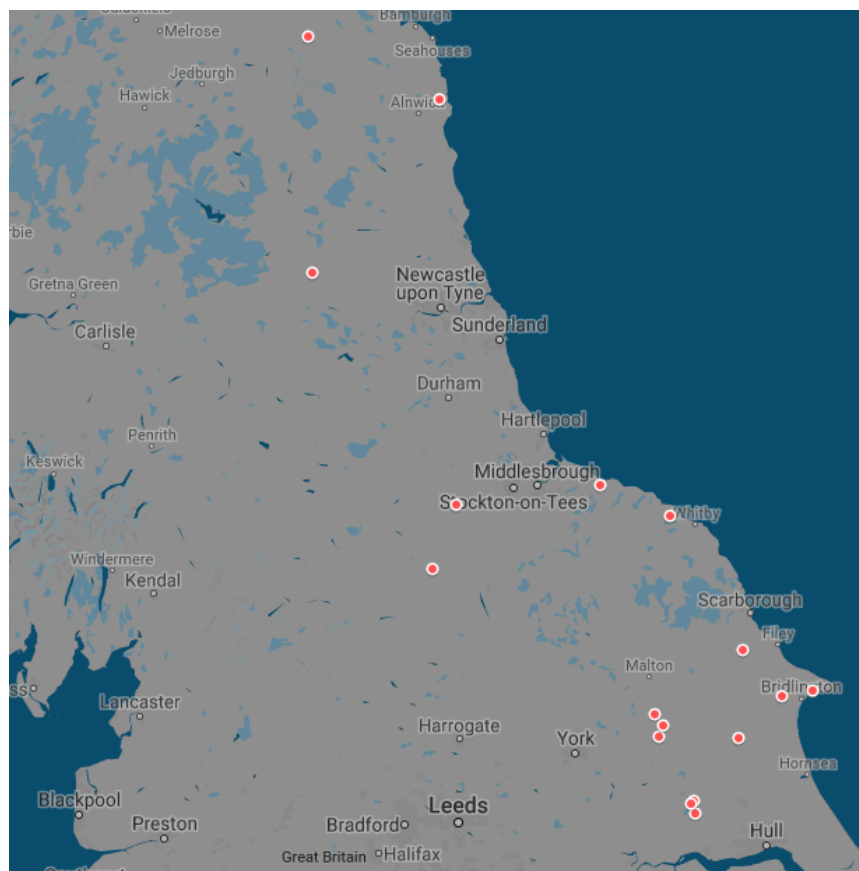 Bamburgh
Melrose
Seahouses
Jedburgh
Hawick
Alnwick
rbie
Newcastle
upon Tyne
Gretna Green
Sunderland
Carlisle
Durham
Hartlepool
Penrith
Keswick
Middlesbrough
Stockton-on-Tees
Whitby
Windermere
Kendal
Scarborough
Filey
Malton
ss
Bridlington
Lancaster
Harrogate
York
Hornsea
Blackpool
Leeds
Preston
Bradford
Hull
Great Britain
Halifax